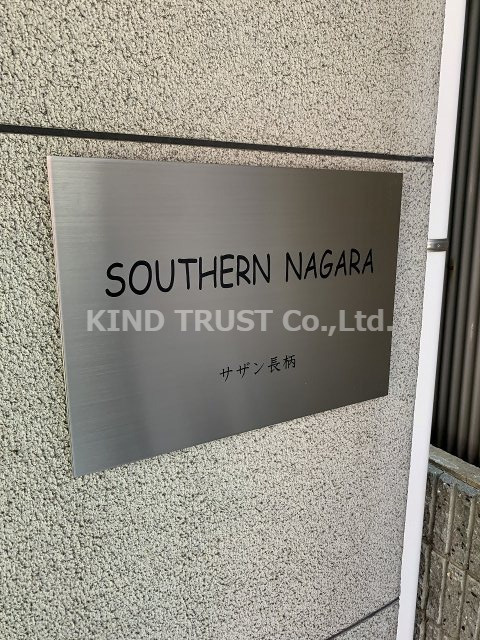 SOUTHERN NAGARA
KIND TRUST Co.,Ltd.
サザン長柄